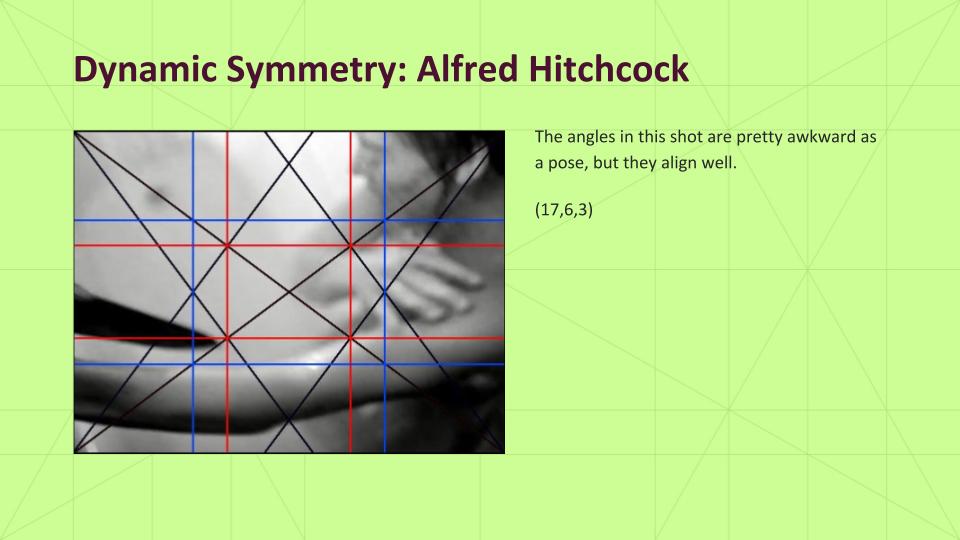 Dynamic Symmetry: Alfred Hitchcock
The angles in this shot are pretty awkward as
a pose, but they align well.
(17,6,3)